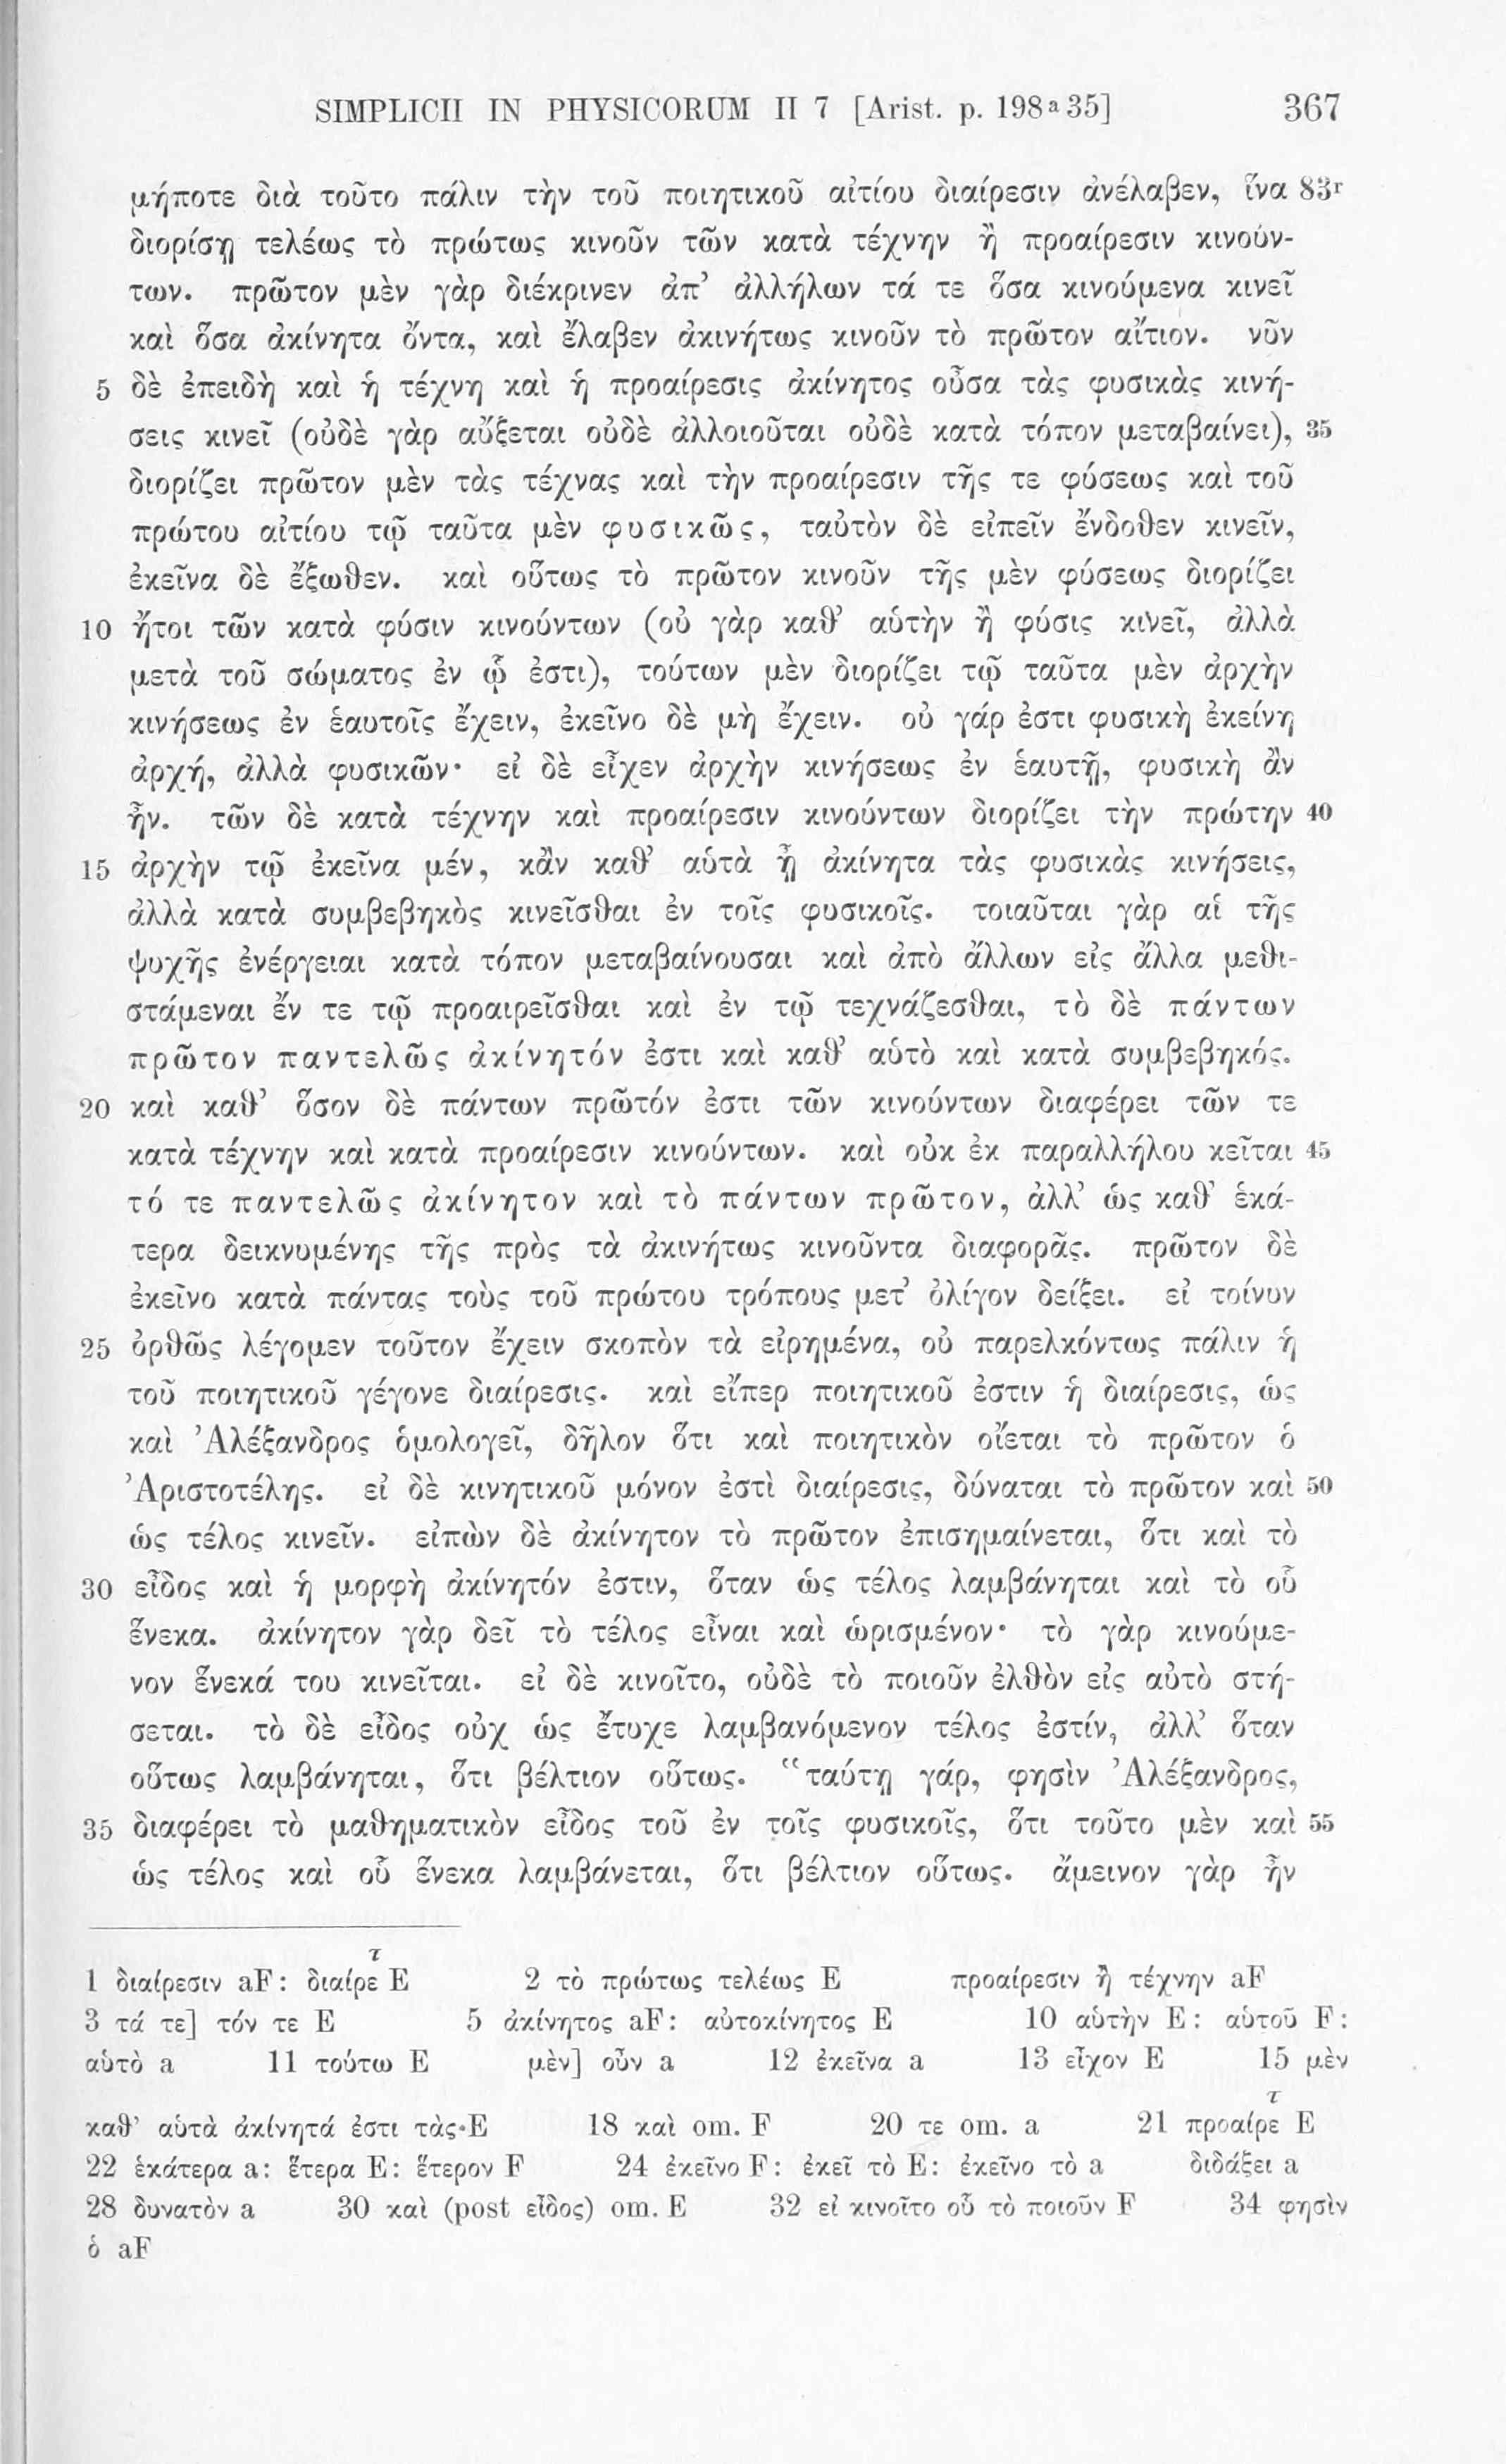 SIMPLICII IN PHYSICORUM II 7 [Arist. p. 198ᵃ35] 367
μήποτε διὰ τοῦτο πάλιν τὴν τοῦ ποιητικοῦ αἰτίου διαίρεσιν ἀνέλαβεν, ἵνα 83ʳ
διορίσῃ τελέως τὸ πρώτως κινοῦν τῶν κατὰ τέχνην ἢ προαίρεσιν κινούν-
των. πρῶτον μὲν γὰρ διέκρινεν ἀπ’ ἀλλήλων τά τε ὅσα κινούμενα κινεῖ
καὶ ὅσα ἀκίνητα ὄντα, καὶ ἔλαβεν ἀκινήτως κινοῦν τὸ πρῶτον αἴτιον. νῦν
5 δὲ ἐπειδὴ καὶ ἡ τέχνη καὶ ἡ προαίρεσις ἀκίνητος οὖσα τὰς φυσικὰς κινή-
σεις κινεῖ (οὐδὲ γὰρ αὔξεται οὐδὲ ἀλλοιοῦται οὐδὲ κατὰ τόπον μεταβαίνει), 35
διορίζει πρῶτον μὲν τὰς τέχνας καὶ τὴν προαίρεσιν τῆς τε φύσεως καὶ τοῦ
πρώτου αἰτίου τῷ ταῦτα μὲν φυσικῶς, ταὐτὸν δὲ εἰπεῖν ἔνδοθεν κινεῖν,
ἐκεῖνα δὲ ἔξωθεν. καὶ οὕτως τὸ πρῶτον κινοῦν τῆς μὲν φύσεως διορίζει
10 ἤτοι τῶν κατὰ φύσιν κινούντων (οὐ γὰρ καθ’ αὑτὴν ἢ φύσις κινεῖ, ἀλλὰ
μετὰ τοῦ σώματος ἐν ᾧ ἐστι), τούτων μὲν διορίζει τῷ ταῦτα μὲν ἀρχὴν
κινήσεως ἐν ἑαυτοῖς ἔχειν, ἐκεῖνο δὲ μὴ ἔχειν. οὐ γάρ ἐστι φυσικὴ ἐκείνη
ἀρχή, ἀλλὰ φυσικῶν· εἰ δὲ εἶχεν ἀρχὴν κινήσεως ἐν ἑαυτῇ, φυσικὴ ἂν
ἦν. τῶν δὲ κατὰ τέχνην καὶ προαίρεσιν κινούντων διορίζει τὴν πρώτην 40
15 ἀρχὴν τῷ ἐκεῖνα μέν, κἂν καθ’ αὑτὰ ᾖ ἀκίνητα τὰς φυσικὰς κινήσεις,
ἀλλὰ κατὰ συμβεβηκὸς κινεῖσθαι ἐν τοῖς φυσικοῖς. τοιαῦται γὰρ αἱ τῆς
ψυχῆς ἐνέργειαι κατὰ τόπον μεταβαίνουσαι καὶ ἀπὸ ἄλλων εἰς ἄλλα μεθι-
στάμεναι ἔν τε τῷ προαιρεῖσθαι καὶ ἐν τῷ τεχνάζεσθαι, τὸ δὲ πάντων
πρῶτον παντελῶς ἀκίνητόν ἐστι καὶ καθ’ αὑτὸ καὶ κατὰ συμβεβηκός.
20 καὶ καθ’ ὅσον δὲ πάντων πρῶτόν ἐστι τῶν κινούντων διαφέρει τῶν τε
κατὰ τέχνην καὶ κατὰ προαίρεσιν κινούντων. καὶ οὐκ ἐκ παραλλήλου κεῖται 45
τό τε παντελῶς ἀκίνητον καὶ τὸ πάντων πρῶτον, ἀλλ’ ὡς καθ’ ἑκά-
τερα δεικνυμένης τῆς πρὸς τὰ ἀκινήτως κινοῦντα διαφορᾶς. πρῶτον δὲ
ἐκεῖνο κατὰ πάντας τοὺς τοῦ πρώτου τρόπους μετ’ ὀλίγον δείξει. εἰ τοίνυν
25 ὀρθῶς λέγομεν τοῦτον ἔχειν σκοπὸν τὰ εἰρημένα, οὐ παρελκόντως πάλιν ἡ
τοῦ ποιητικοῦ γέγονε διαίρεσις. καὶ εἴπερ ποιητικοῦ ἐστιν ἡ διαίρεσις, ὡς
καὶ Ἀλέξανδρος ὁμολογεῖ, δῆλον ὅτι καὶ ποιητικὸν οἴεται τὸ πρῶτον ὁ
Ἀριστοτέλης. εἰ δὲ κινητικοῦ μόνον ἐστὶ διαίρεσις, δύναται τὸ πρῶτον καὶ 50
ὡς τέλος κινεῖν. εἰπὼν δὲ ἀκίνητον τὸ πρῶτον ἐπισημαίνεται, ὅτι καὶ τὸ
30 εἶδος καὶ ἡ μορφὴ ἀκίνητόν ἐστιν, ὅταν ὡς τέλος λαμβάνηται καὶ τὸ οὗ
ἕνεκα. ἀκίνητον γὰρ δεῖ τὸ τέλος εἶναι καὶ ὡρισμένον· τὸ γὰρ κινούμε-
νον ἕνεκά του κινεῖται. εἰ δὲ κινοῖτο, οὐδὲ τὸ ποιοῦν ἐλθὸν εἰς αὐτὸ στή-
σεται. τὸ δὲ εἶδος οὐχ ὡς ἔτυχε λαμβανόμενον τέλος ἐστίν, ἀλλ’ ὅταν
οὕτως λαμβάνηται, ὅτι βέλτιον οὕτως. “ταύτῃ γάρ, φησὶν Ἀλέξανδρος,
35 διαφέρει τὸ μαθηματικὸν εἶδος τοῦ ἐν τοῖς φυσικοῖς, ὅτι τοῦτο μὲν καὶ 55
ὡς τέλος καὶ οὗ ἕνεκα λαμβάνεται, ὅτι βέλτιον οὕτως. ἄμεινον γὰρ ἦν
τ
1 διαίρεσιν aF: διαίρε E 2 τὸ πρώτως τελέως E προαίρεσιν ἢ τέχνην aF
3 τά τε] τόν τε E 5 ἀκίνητος aF: αὐτοκίνητος E 10 αὑτὴν E: αὑτοῦ F:
αὑτὸ a 11 τούτω E μὲν] οὖν a 12 ἐκεῖνα a 13 εἶχον E 15 μὲν
τ
καθ’ αὑτὰ ἀκίνητά ἐστι τὰς E 18 καὶ om. F 20 τε om. a 21 προαίρε E
22 ἑκάτερα a: ἕτερα E: ἕτερον F 24 ἐκεῖνο F: ἐκεῖ τὸ E: ἐκεῖνο τὸ a διδάξει a
28 δυνατὸν a 30 καὶ (post εἶδος) om. E 32 εἰ κινοῖτο οὗ τὸ ποιοῦν F 34 φησὶν
ὁ aF